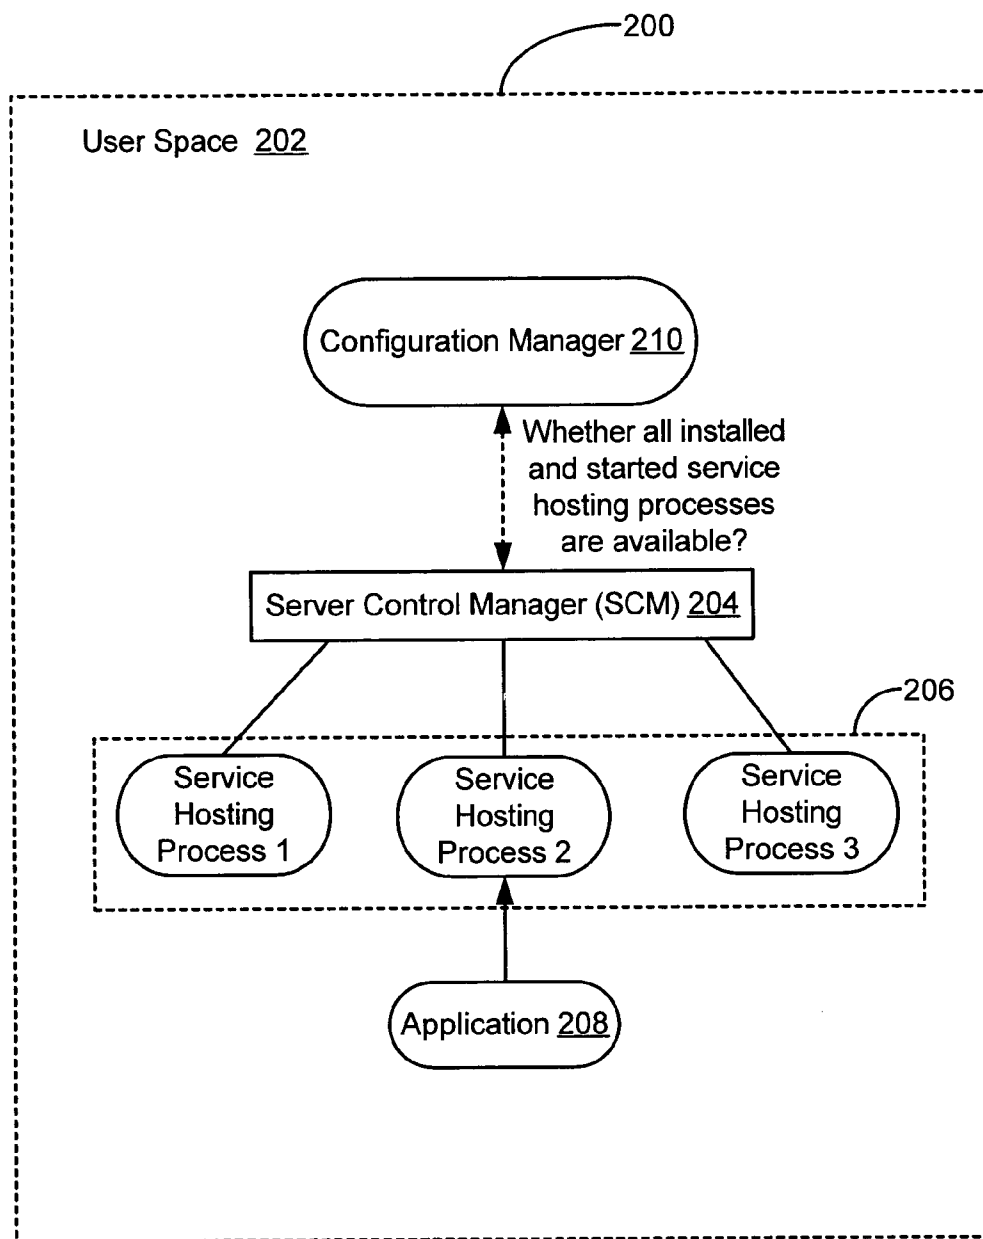 200
User Space 202
Configuration Manager 210
Whether all installed
and started service
hosting processes
are available?
Server Control Manager (SCM) 204
206
Service
Hosting
Process 1
Service
Hosting
Process 2
Service
Hosting
Process 3
Application 208